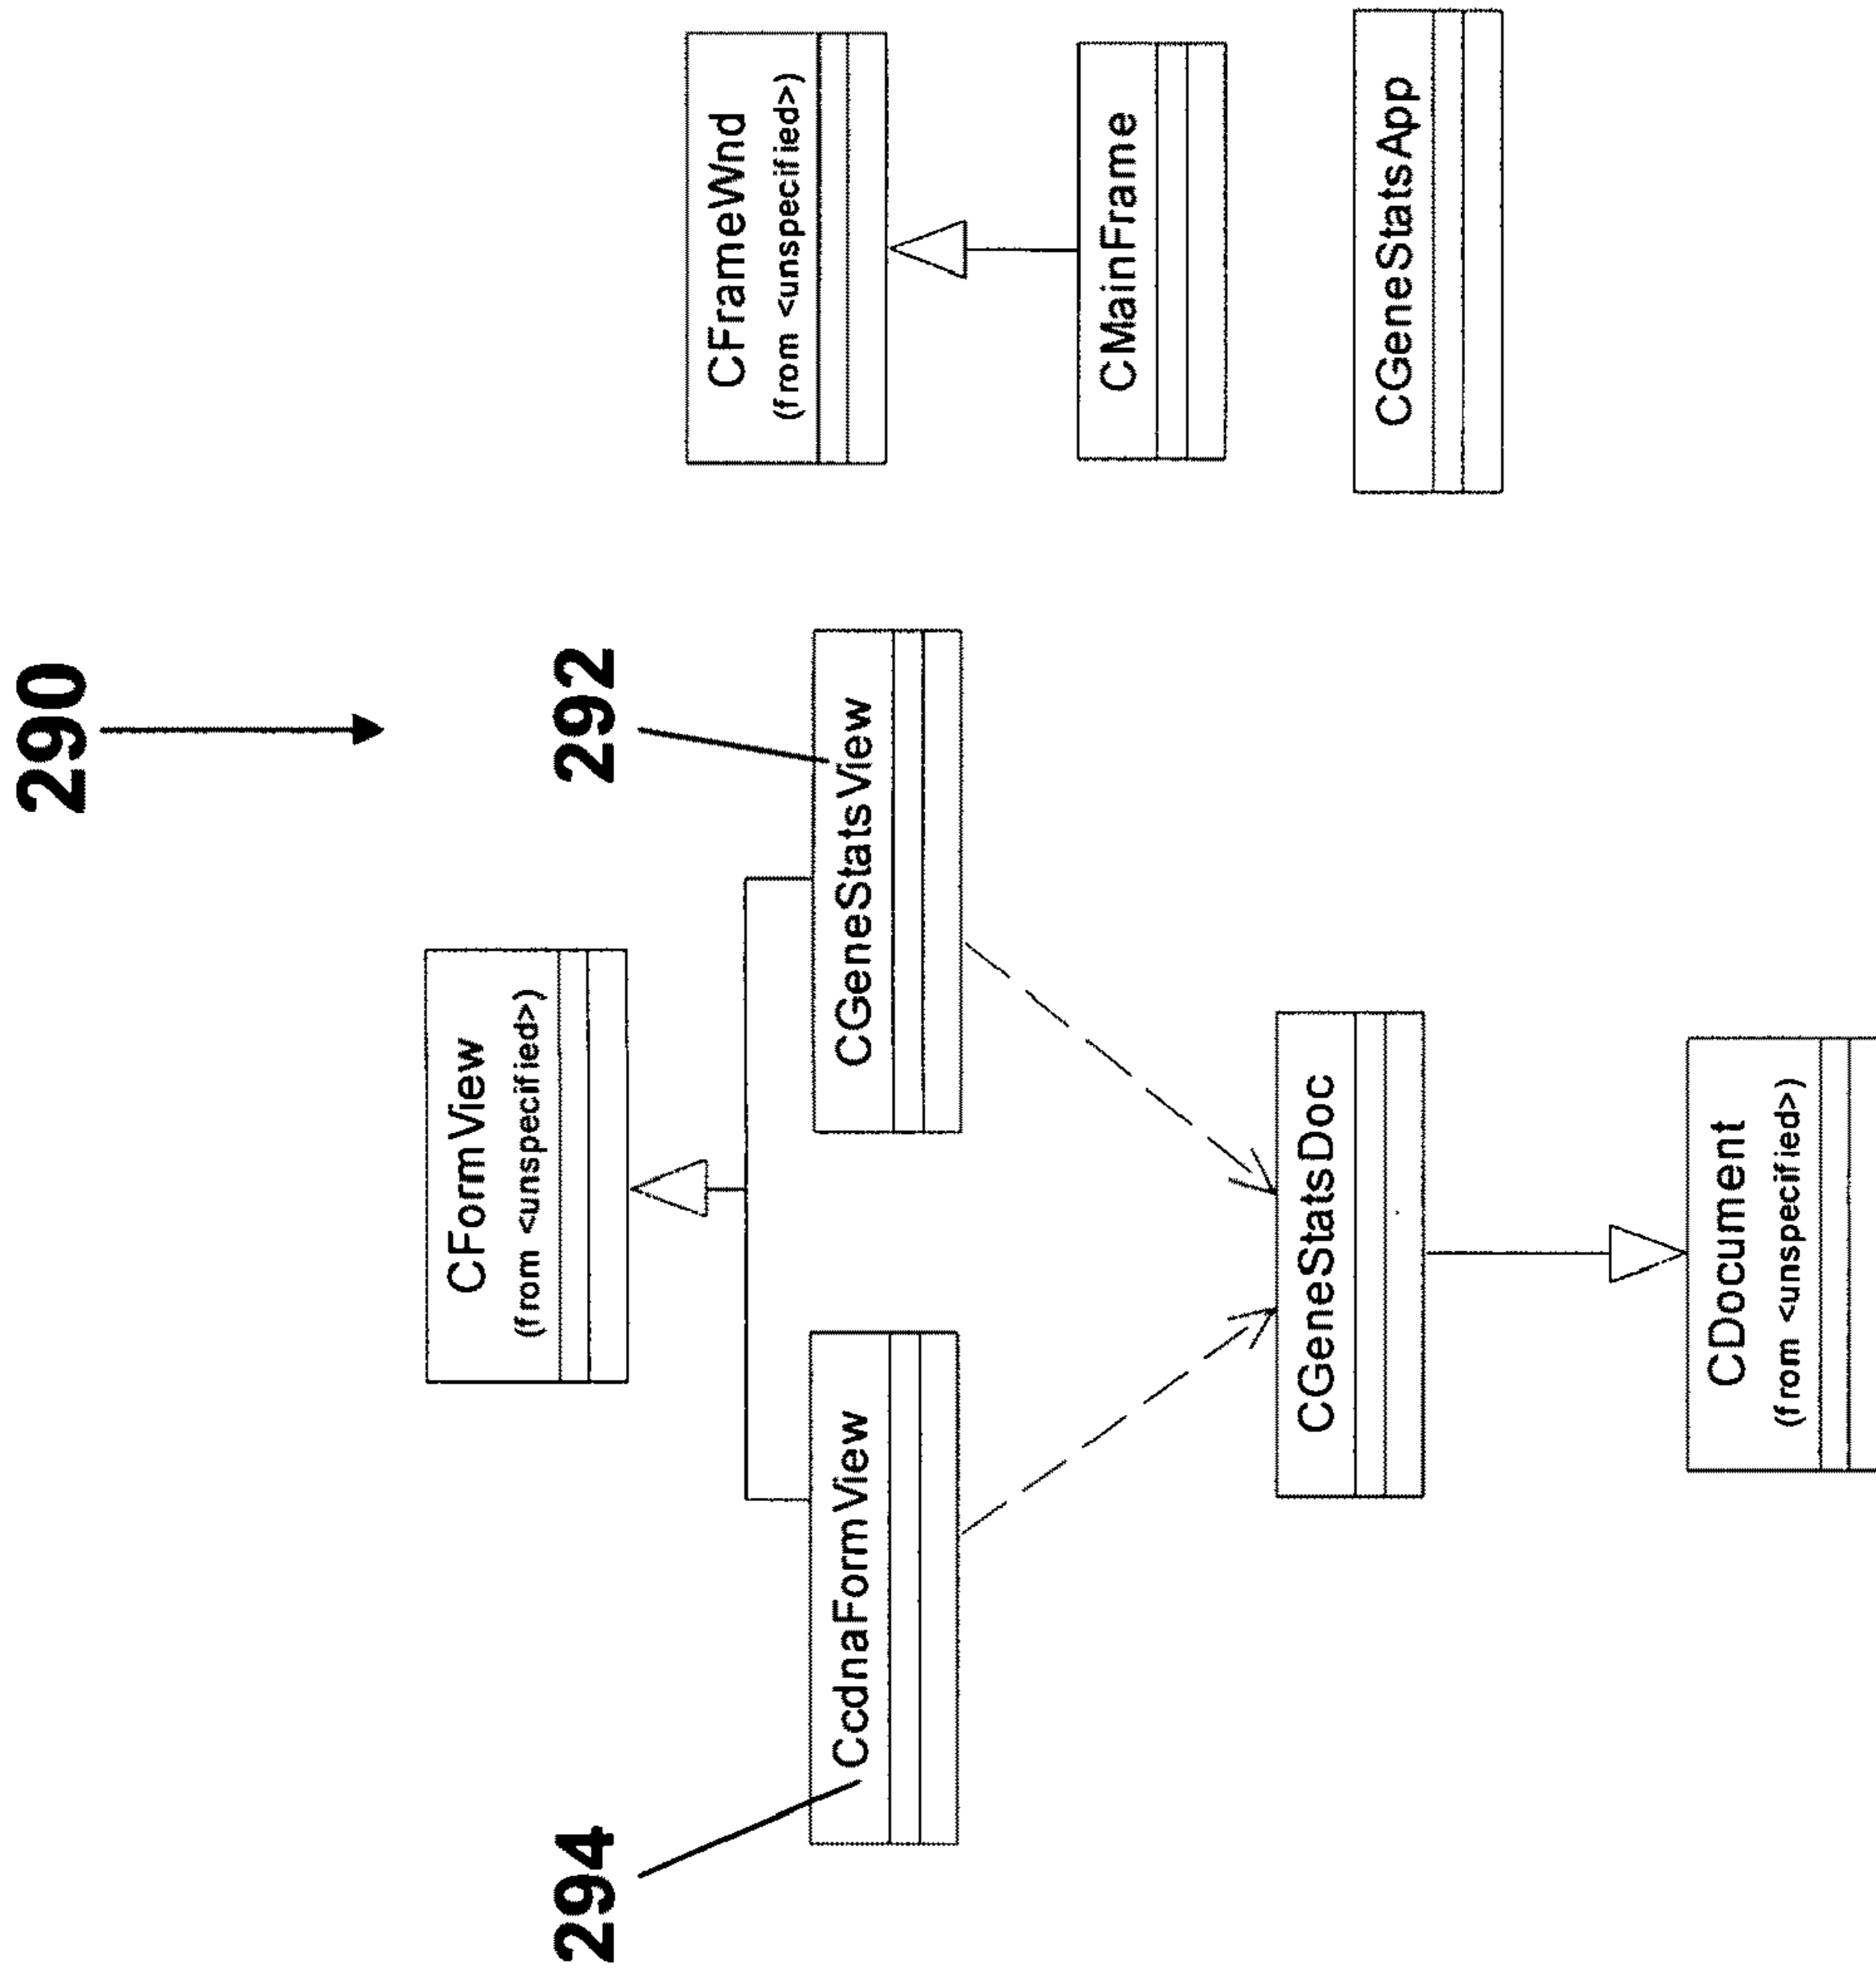 290
CFormView
(from <unspecified>)
294
292
CcdnaFormView
CGeneStatsView
CGeneStatsDoc
CDocument
(from <unspecified>)
CFrameWnd
(from <unspecified>)
CMainFrame
CGeneStatsApp